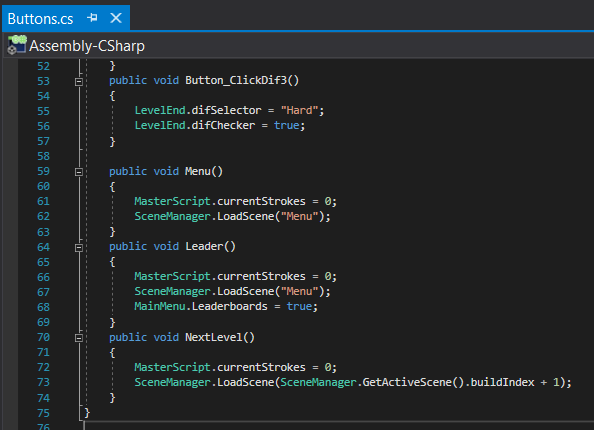 Buttons.cs
Assembly-CSharp
52 }
53 public void Button_ClickDif3()
54 {
55 LevelEnd.difSelector = "Hard";
56 LevelEnd.difChecker = true;
57 }
58
59 public void Menu()
60 {
61 MasterScript.currentStrokes = 0;
62 SceneManager.LoadScene("Menu");
63 }
64 public void Leader()
65 {
66 MasterScript.currentStrokes = 0;
67 SceneManager.LoadScene("Menu");
68 MainMenu.Leaderboards = true;
69 }
70 public void NextLevel()
71 {
72 MasterScript.currentStrokes = 0;
73 SceneManager.LoadScene(SceneManager.GetActiveScene().buildIndex + 1);
74 }
75 }
76